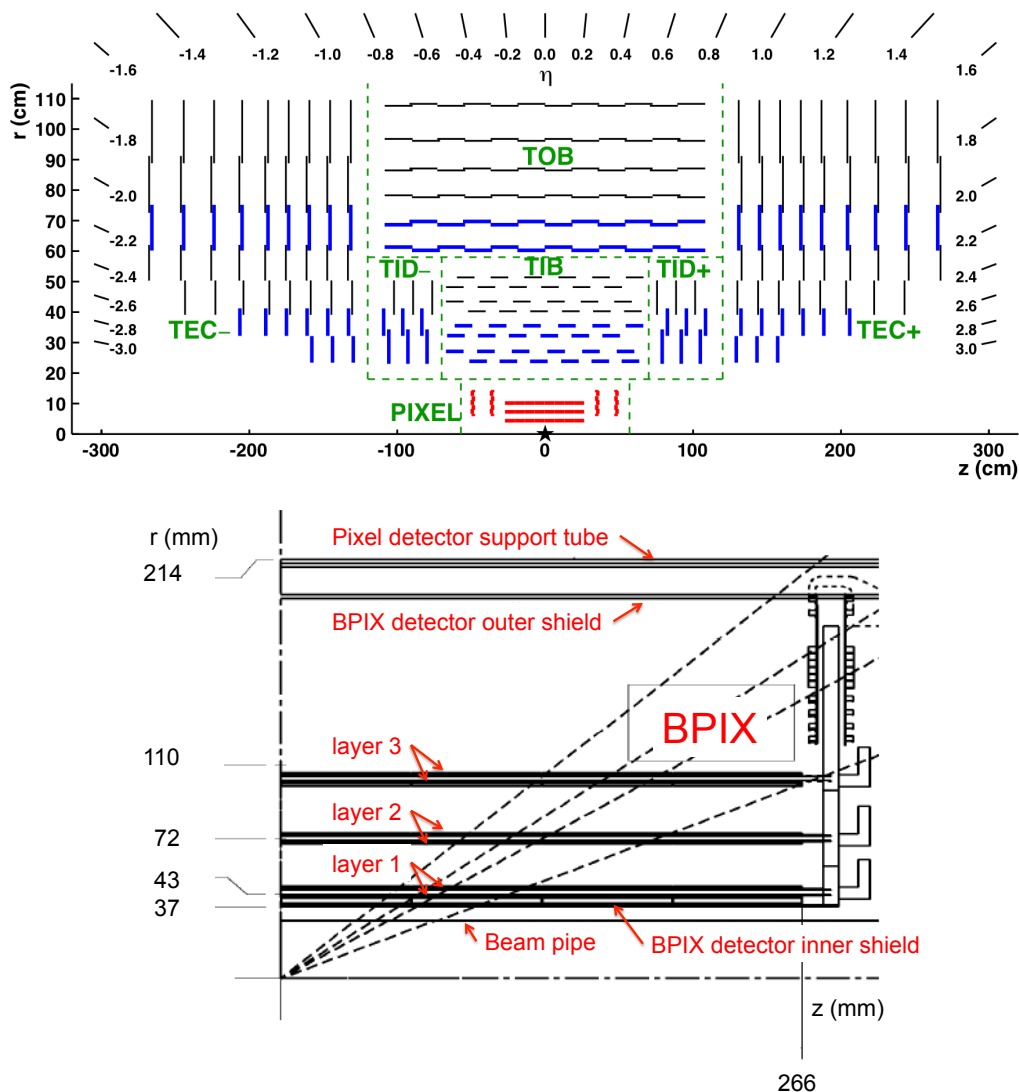 -1.4 -1.2 -1.0 -0.8 -0.6 -0.4 -0.2 0.0 0.2 0.4 0.6 0.8 1.0 1.2 1.4
-1.6 η 1.6
r (cm)
110
100
-1.8 1.8
90
TOB
80
-2.0 2.0
70
-2.2 2.2
60
TID− TIB TID+
-2.4 2.4
50
-2.6 2.6
40
TEC− -2.8 TEC+ 2.8
30
-3.0 3.0
20
10
PIXEL
0
-300 -200 -100 0 100 200 300
z (cm)
r (mm)
Pixel detector support tube
214
BPIX detector outer shield
BPIX
layer 3
110
layer 2
72
layer 1
43
37
Beam pipe
BPIX detector inner shield
z (mm)
266